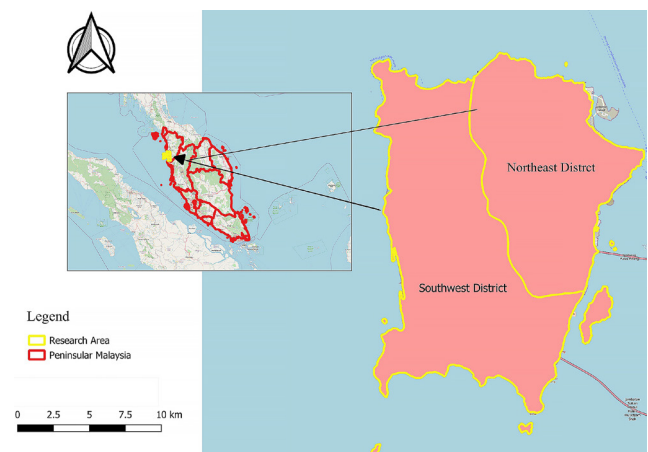 Northeast Distrct
Southwest District
Legend
Research Area
Peninsular Malaysia
0 2.5 5 7.5 10 km